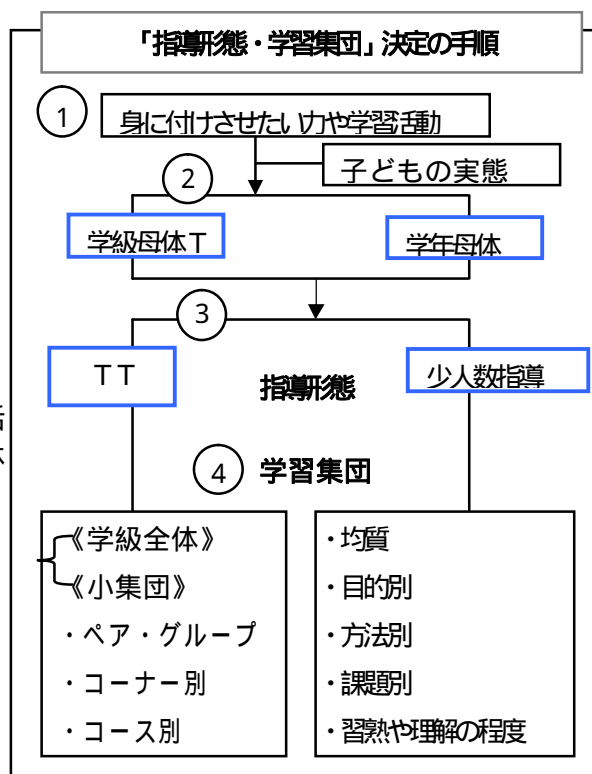 「指導形態・学習集団」決定の手順
1
身に付けさせたい力や学習活動
子どもの実態
2
学級母体T
学年母体
3
TT
少人数指導
指導形態
4 学習集団
《学級全体》
《小集団》
・ペア・グループ
・コーナー別
・コース別
・均質
・目的別
・方法別
・課題別
・習熟や理解の程度